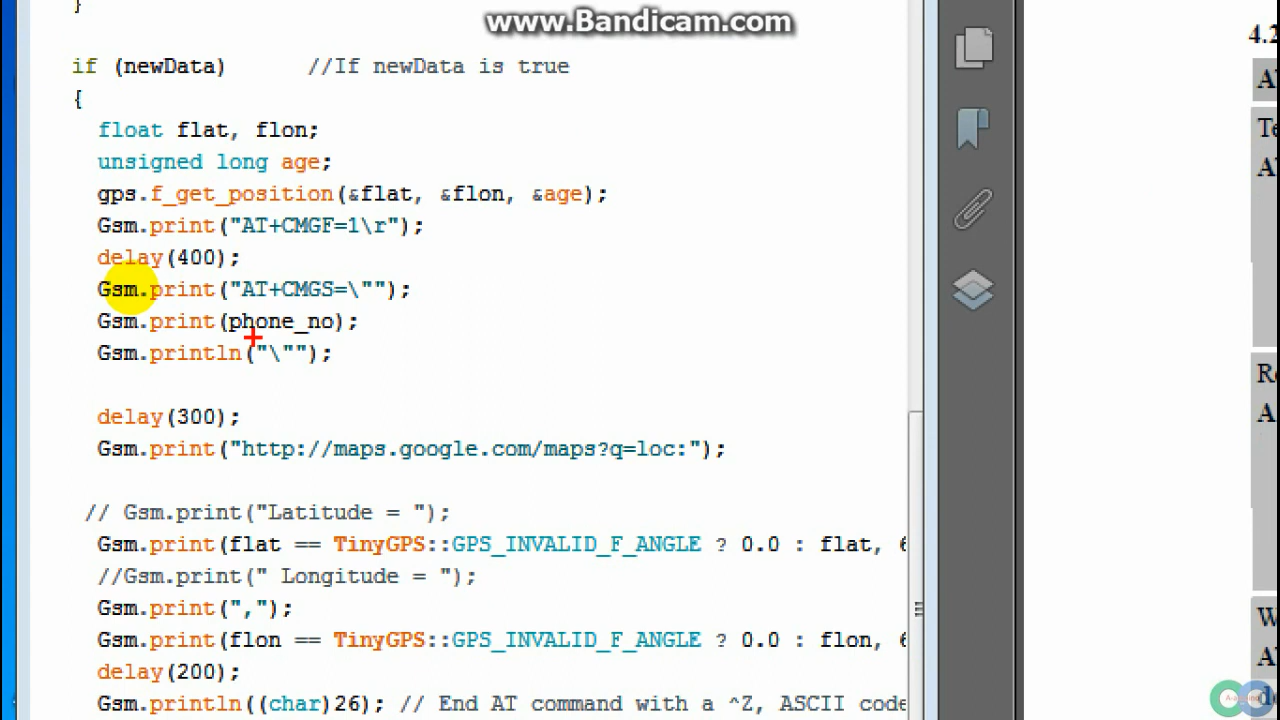 www.Bandicam.com
}
if (newData) //If newData is true
{
float flat, flon;
unsigned long age;
gps.f_get_position(&flat, &flon, &age);
Gsm.print("AT+CMGF=1\r");
delay(400);
Gsm.print("AT+CMGS=\"");
Gsm.print(phone_no);
Gsm.println("\"");
delay(300);
Gsm.print("http://maps.google.com/maps?q=loc:");
// Gsm.print("Latitude = ");
Gsm.print(flat == TinyGPS::GPS_INVALID_F_ANGLE ? 0.0 : flat, 6
//Gsm.print(" Longitude = ");
Gsm.print(",");
Gsm.print(flon == TinyGPS::GPS_INVALID_F_ANGLE ? 0.0 : flon, 6
delay(200);
Gsm.println((char)26); // End AT command with a ^Z, ASCII code
4.2